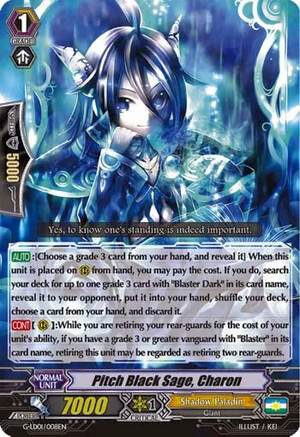 1
GRADE
5000
Yes, to know one's standing is indeed important.
AUTO :[Choose a grade 3 card from your hand, and reveal it] When this
unit is placed on from your hand, you may pay the cost. If you do, search
your deck for up to one grade 3 card with "Blaster Dark" in its card name,
reveal it to your opponent, put it into your hand, shuffle your deck,
choose a card from your hand, and discard it.
CONT :While you are retiring your rear-guards for the cost of your
unit's ability, if you have a grade 3 or greater vanguard with "Blaster" in its
card name, retiring this unit may be regarded as retiring two rear-guards.
NORMAL UNIT
Pitch Black Sage, Charon
POWER
7000
1
CRITICAL
Shadow Paladin
Giant
G-LD01/008EN
ILLUST / KEI